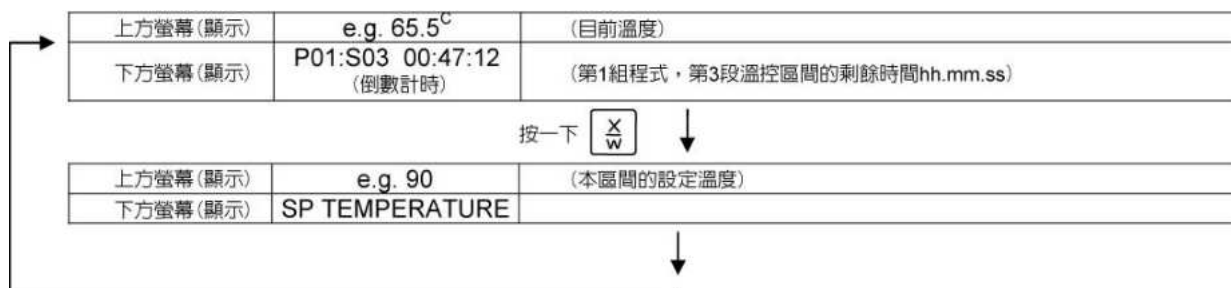 上方螢幕(顯示) e.g. 65.5C (目前溫度)
下方螢幕(顯示) P01:S03 00:47:12 (第1組程式,第3段溫控區間的剩餘時間hh.mm.ss)
(倒數計時)
按一下 X/W
上方螢幕(顯示) e.g. 90 (本區間的設定溫度)
下方螢幕(顯示) SP TEMPERATURE